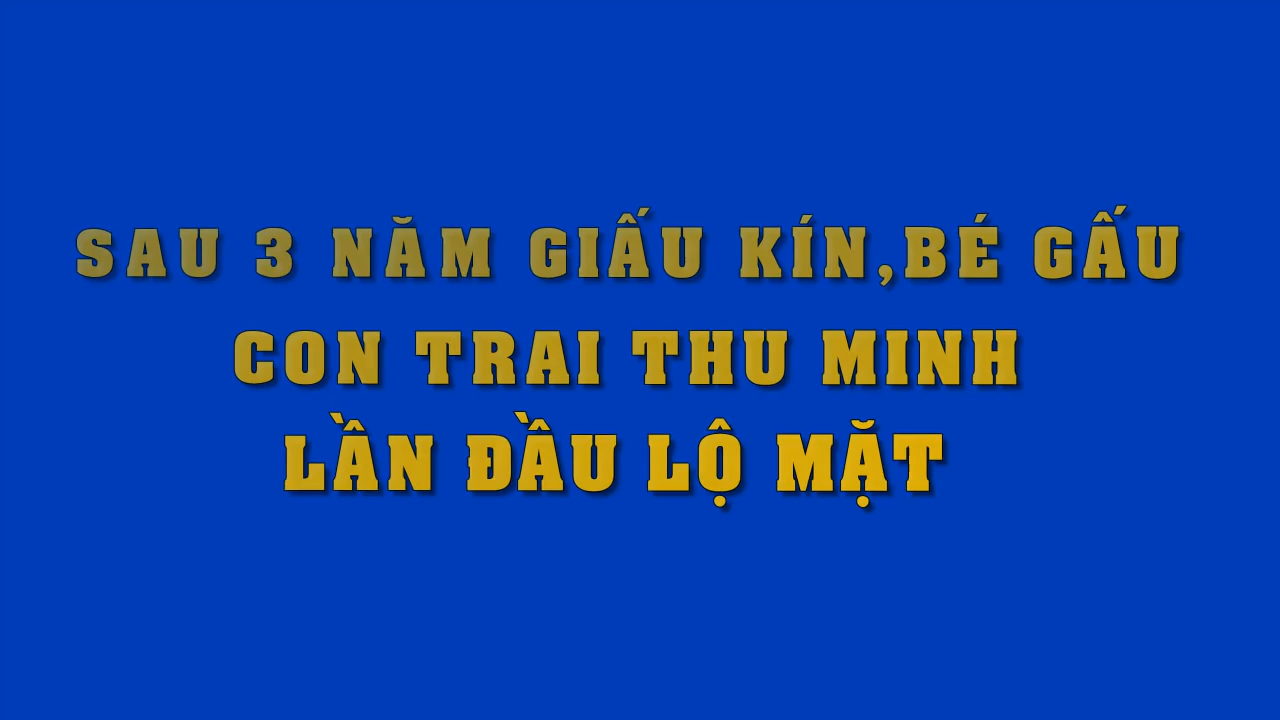 SAU 3 NĂM GIẤU KÍN,BÉ GẤU
CON TRAI THU MINH
LẦN ĐẦU LỘ MẶT